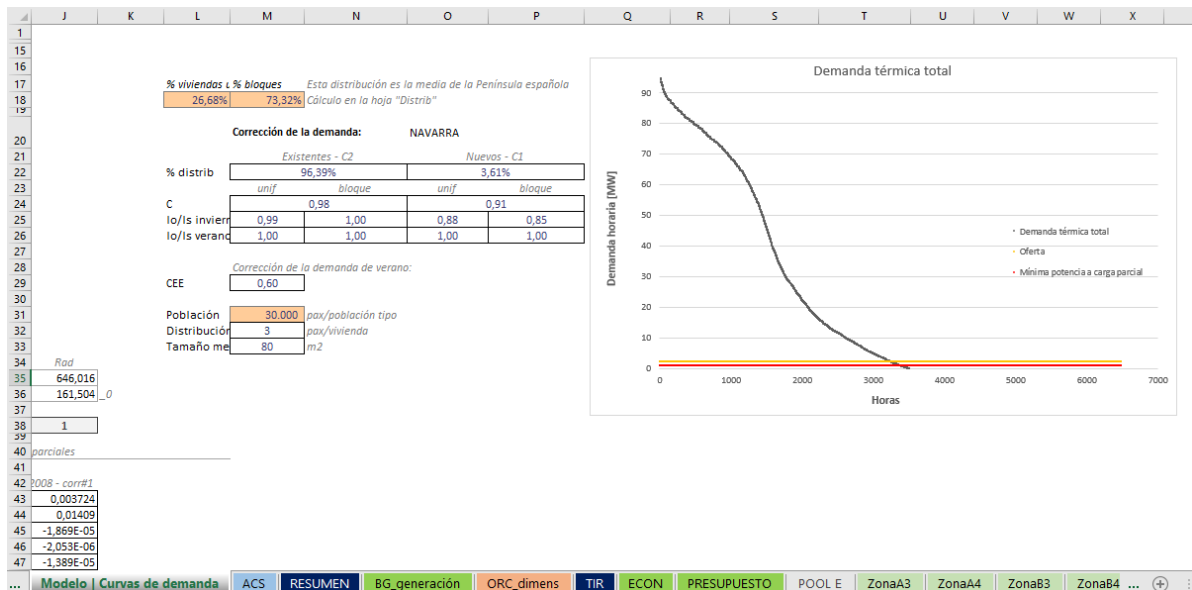 J K L M N O P Q R S T U V W X
1
15
16
17 % viviendas u % bloques Esta distribución es la media de la Península española
18 26,68% 73,32% Cálculo en la hoja "Distrib"
19
20 Corrección de la demanda: NAVARRA
21 Existentes - C2 Nuevos - C1
22 % distrib 96,39% 3,61%
23 unif bloque unif bloque
24 C 0,98 0,91
25 Io/Is invierr 0,99 1,00 0,88 0,85
26 Io/Is veranc 1,00 1,00 1,00 1,00
27
28 Corrección de la demanda de verano:
29 CEE 0,60
30
31 Población 30.000 pax/población tipo
32 Distribuciór 3 pax/vivienda
33 Tamaño me 80 m2
34 Rad
35 646,016
36 161,504 _0
37
38 1
39
40 parciales
41
42 2008 - corr#1
43 0,003724
44 0,01409
45 -1,869E-05
46 -2,053E-06
47 -1,389E-05
Demanda térmica total
Demanda horaria [MW]
90
80
70
60
50
40
30
20
10
0
0 1000 2000 3000 4000 5000 6000 7000
Horas
Demanda térmica total
Oferta
Mínima potencia a carga parcial
... Modelo | Curvas de demanda ACS RESUMEN BG_generación ORC_dimens TIR ECON PRESUPUESTO POOL E ZonaA3 ZonaA4 ZonaB3 ZonaB4 ...